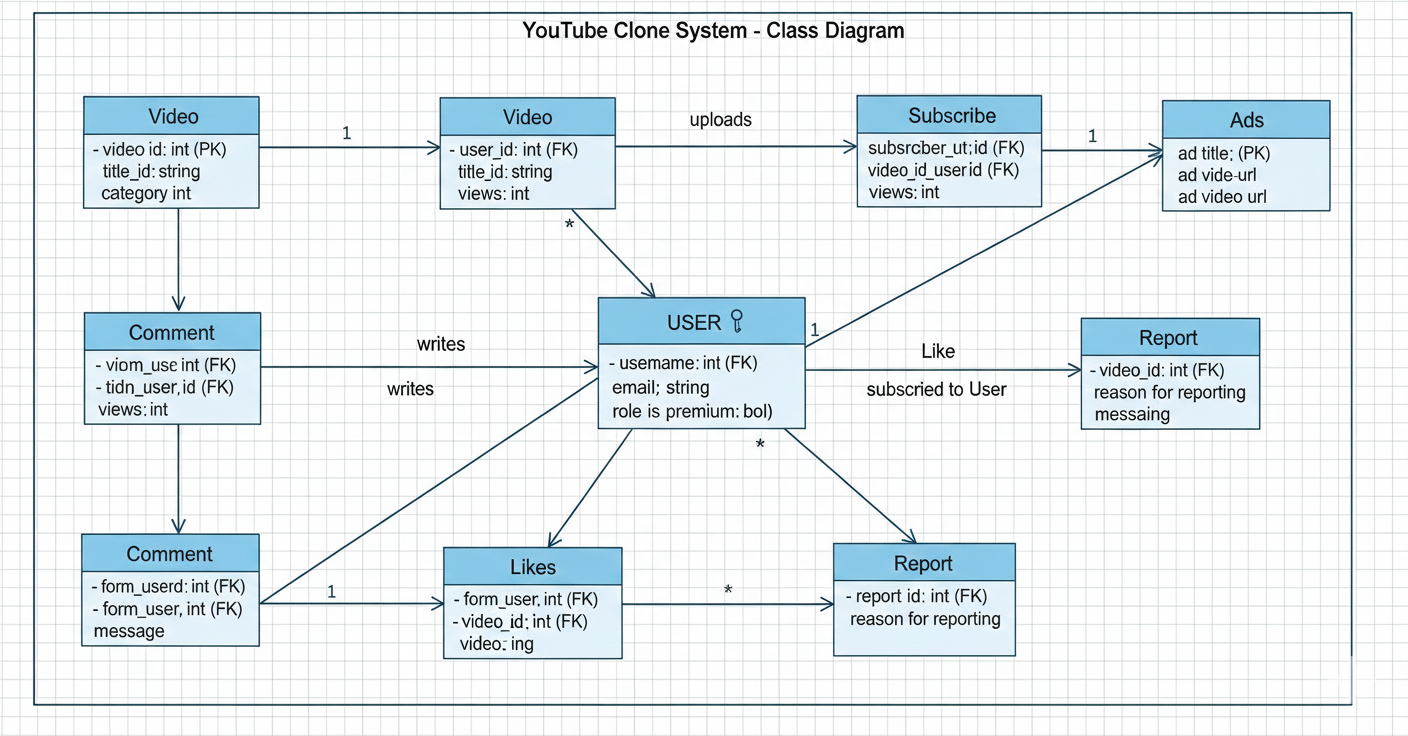 YouTube Clone System - Class Diagram
Video
- video id: int (PK)
title_id: string
category int
1
Video
- user_id: int (FK)
title_id: string
views: int
uploads
Subscribe
subsrcber_ut;id (FK)
video_id_userid (FK)
views: int
1
Ads
ad title; (PK)
ad vide-url
ad video url
*
Comment
- viom_use int (FK)
- tidn_user,id (FK)
views: int
writes
writes
USER
- usemame: int (FK)
email; string
role is premium: bol)
1
Like
subscried to User
Report
- video_id: int (FK)
reason for reporting
messaing
*
Comment
- form_userd: int (FK)
- form_user, int (FK)
message
1
Likes
- form_user, int (FK)
- video_id; int (FK)
video: ing
*
Report
- report id: int (FK)
reason for reporting